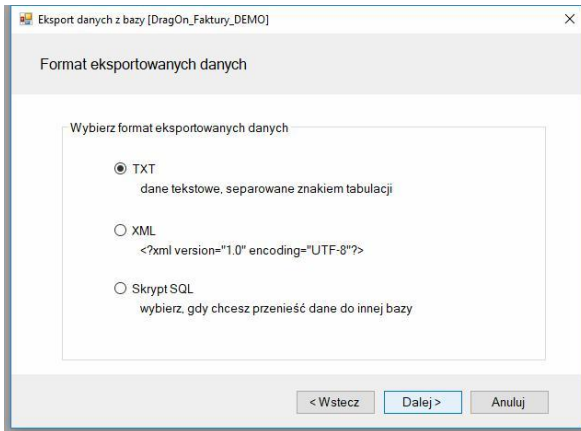 Eksport danych z bazy [DragOn_Faktury_DEMO]
Format eksportowanych danych
Wybierz format eksportowanych danych
TXT
dane tekstowe, separowane znakiem tabulacji
XML
<?xml version="1.0" encoding="UTF-8"?>
Skrypt SQL
wybierz, gdy chcesz przenieść dane do innej bazy
< Wstecz Dalej > Anuluj